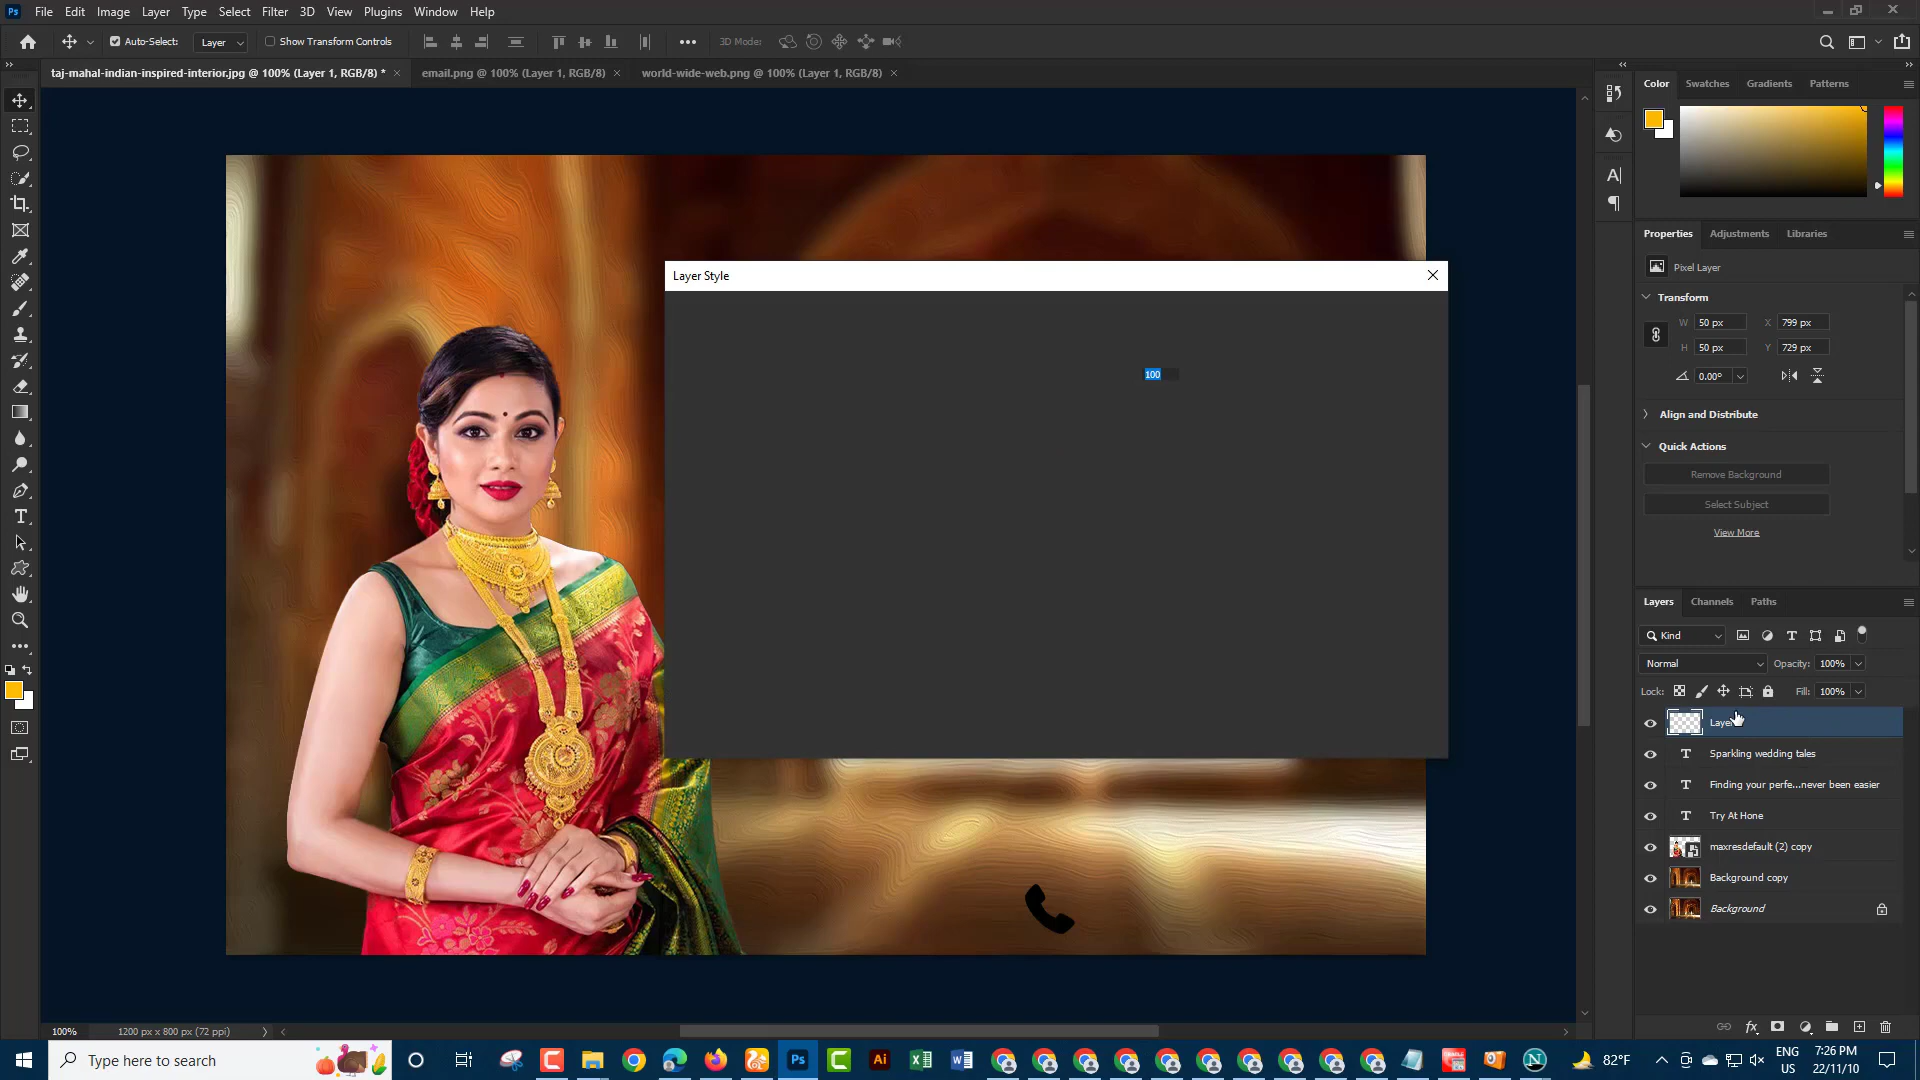 Ps File Edit Image Layer Type Select Filter 3D View Plugins Window Help
Auto-Select: Layer Show Transform Controls 3D Mode:
taj-mahal-indian-inspired-interior.jpg @ 100% (Layer 1, RGB/8) * email.png @ 100% (Layer 1, RGB/8) world-wide-web.png @ 100% (Layer 1, RGB/8)
Color Swatches Gradients Patterns
Properties Adjustments Libraries
Pixel Layer
Transform
W 50 px X 799 px
H 50 px Y 729 px
0.00°
Align and Distribute
Quick Actions
Remove Background
Select Subject
View More
Layer Style
100
Layers Channels Paths
Kind
Normal Opacity: 100%
Lock: Fill: 100%
Layer
Sparkling wedding tales
Finding your perfe...never been easier
Try At Hone
maxresdefault (2) copy
Background copy
Background
100% 1200 px x 800 px (72 ppi)
Type here to search
82°F ENG 7:26 PM
US 22/11/10